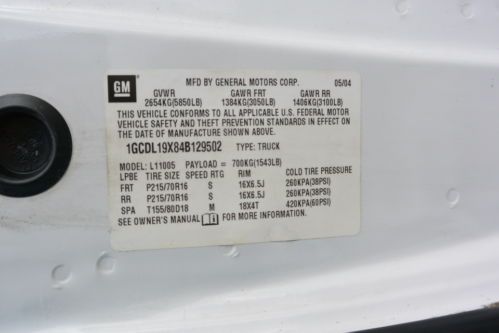 GM
MFD BY GENERAL MOTORS CORP. 05/04
GVWR GAWR FRT GAWR RR
2654KG(5850LB) 1384KG(3050LB) 1406KG(3100LB)
THIS VEHICLE CONFORMS TO ALL APPLICABLE U.S. FEDERAL MOTOR
VEHICLE SAFETY AND THEFT PREVENTION STANDARDS IN EFFECT ON
THE DATE OF MANUFACTURE SHOWN ABOVE.
1GCDL19X84B129502 TYPE: TRUCK
MODEL: L11005 PAYLOAD = 700KG(1543LB)
LPBE TIRE SIZE SPEED RTG RIM COLD TIRE PRESSURE
FRT P215/70R16 S 16X6.5J 260KPA(38PSI)
RR P215/70R16 S 16X6.5J 260KPA(38PSI)
SPA T155/80D18 M 18X4T 420KPA(60PSI)
SEE OWNER'S MANUAL FOR MORE INFORMATION.